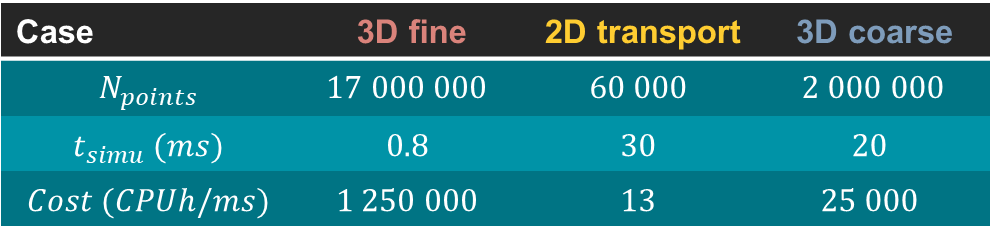 Case 3D fine 2D transport 3D coarse
N_points 17 000 000 60 000 2 000 000
t_simu (ms) 0.8 30 20
Cost (CPUh/ms) 1 250 000 13 25 000